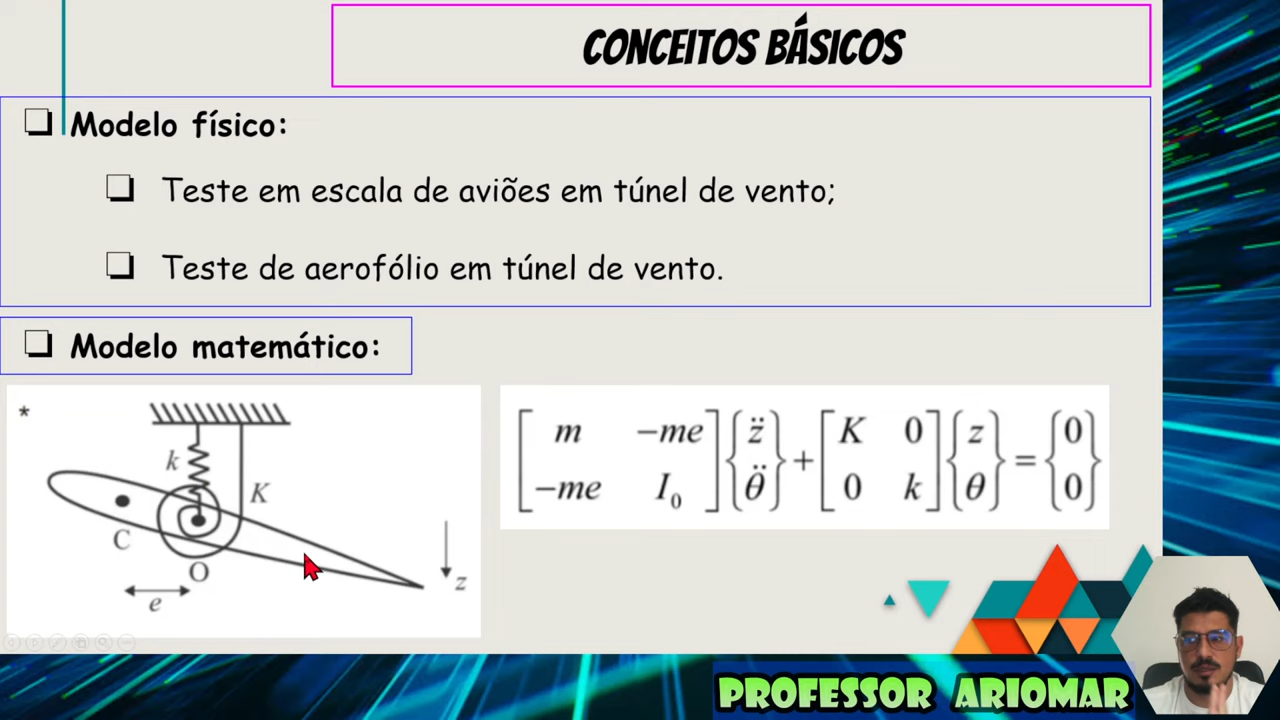 CONCEITOS BÁSICOS
Modelo físico:
Teste em escala de aviões em túnel de vento;
Teste de aerofólio em túnel de vento.
Modelo matemático:
*
k
K
C
O
e
z
[ m -me ] { z̈ } + [ K 0 ] { z } = { 0 }
[ -me I₀ ] { θ̈ } [ 0 k ] { θ } { 0 }
PROFESSOR ARIOMAR